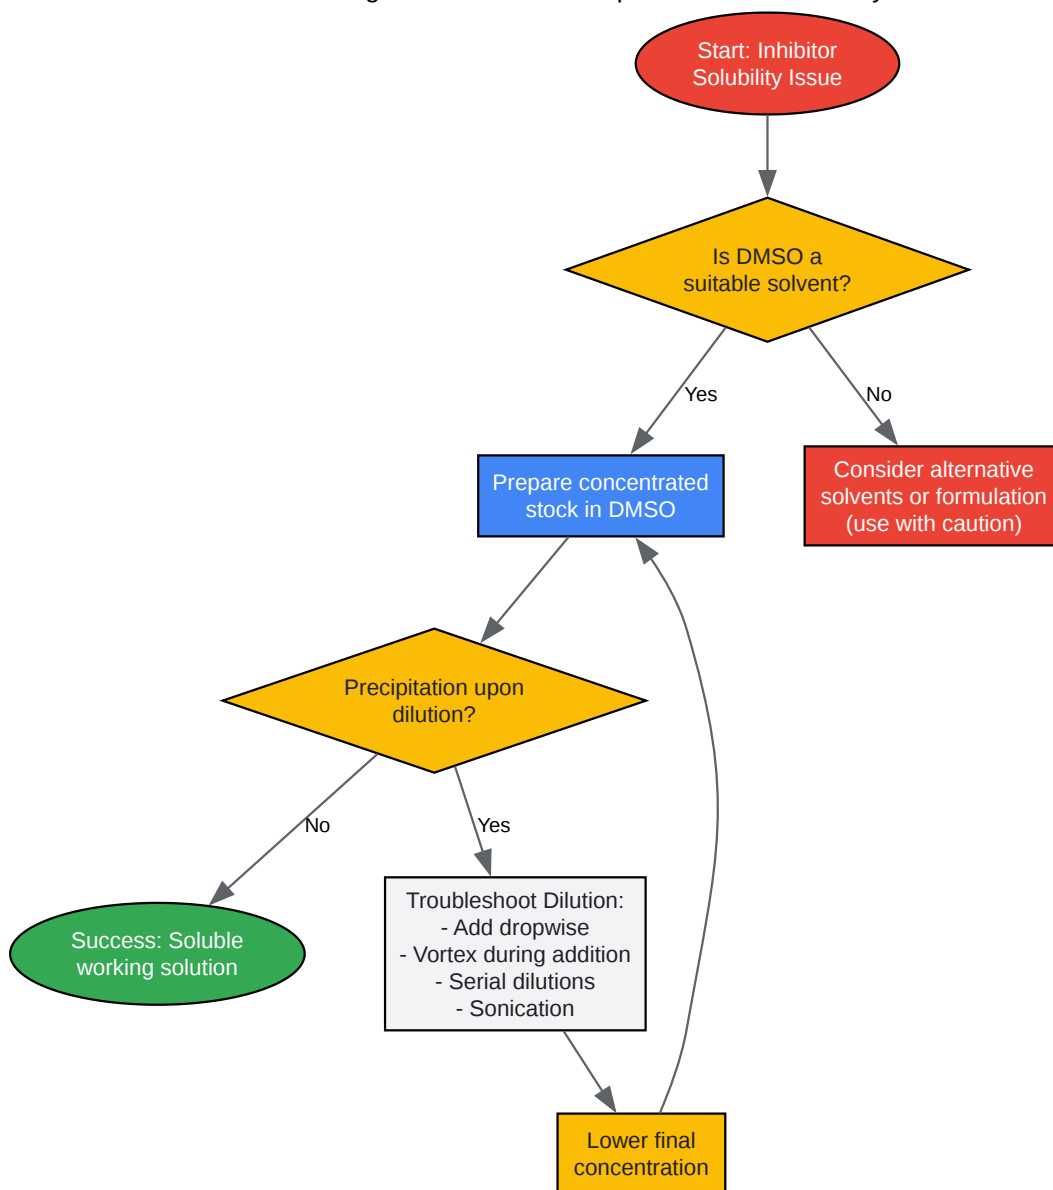 Start: Inhibitor
Solubility Issue
Is DMSO a
suitable solvent?
Yes
No
Prepare concentrated
stock in DMSO
Consider alternative
solvents or formulation
(use with caution)
Precipitation upon
dilution?
No
Yes
Troubleshoot Dilution:
- Add dropwise
- Vortex during addition
- Serial dilutions
- Sonication
Success: Soluble
working solution
Lower final
concentration